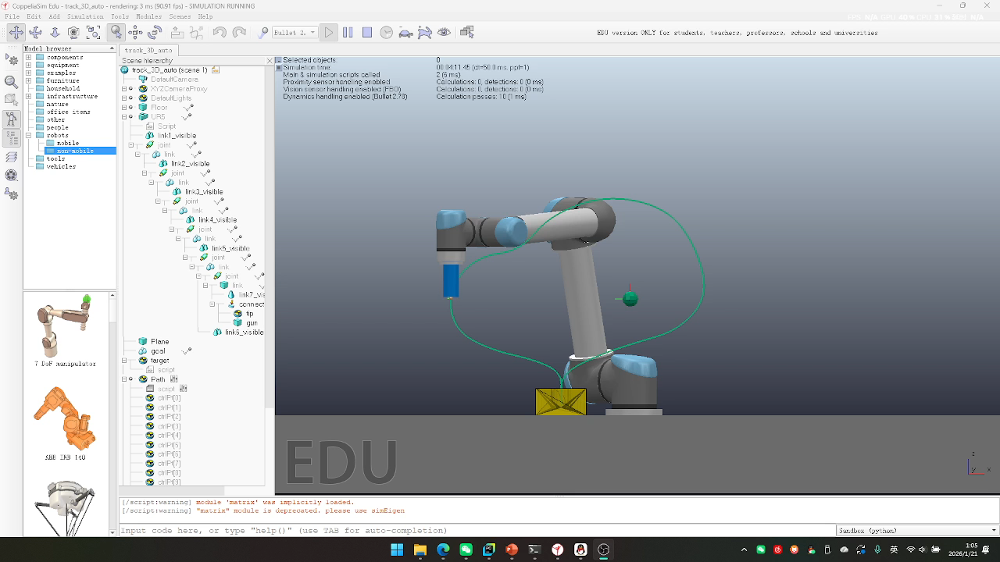 CoppeliaSim Edu - track_3D_auto - rendering: 3 ms (90.91 fps) - SIMULATION RUNNING
File Edit Add Simulation Tools Modules Scenes Help
FPS N/A GPU 40 % CPU 31 % N/A
Bullet 2.
EDU version ONLY for students, teachers, professors, schools and universities
Model browser
components
equipment
examples
furniture
household
infrastructure
nature
office items
other
people
robots
mobile
non-mobile
tools
vehicles
7 DoF manipulator
ABB IRB 140
track_3D_auto
Scene hierarchy
track_3D_auto (scene 1)
DefaultCamera
XYZCameraProxy
DefaultLights
Floor
UR5
Script
link1_visible
joint
link
link2_visible
joint
link
link3_visible
joint
link
link4_visible
joint
link
link5_visible
joint
link
joint
link
link7_vis
connect
tip
gun
link6_visible
Plane
goal
target
script
Path
script
ctrlPt[0]
ctrlPt[1]
ctrlPt[2]
ctrlPt[3]
ctrlPt[4]
ctrlPt[5]
ctrlPt[6]
ctrlPt[7]
ctrlPt[8]
ctrlPt[9]
Selected objects: 0
Simulation time: 00:04:11.45 (dt=50.0 ms, ppf=1)
Main & simulation scripts called 2 (6 ms)
Proximity sensor handling enabled Calculations: 0, detections: 0 (0 ms)
Vision sensor handling enabled (FBO) Calculations: 0, detections: 0 (0 ms)
Dynamics handling enabled (Bullet 2.78) Calculation passes: 10 (1 ms)
EDU
z
y x
[/script:warning] module 'matrix' was implicitly loaded.
[/script:warning] "matrix" module is deprecated. please use simEigen
Input code here, or type "help()" (use TAB for auto-completion)
Sandbox (python)
英
1:05
2026/1/21